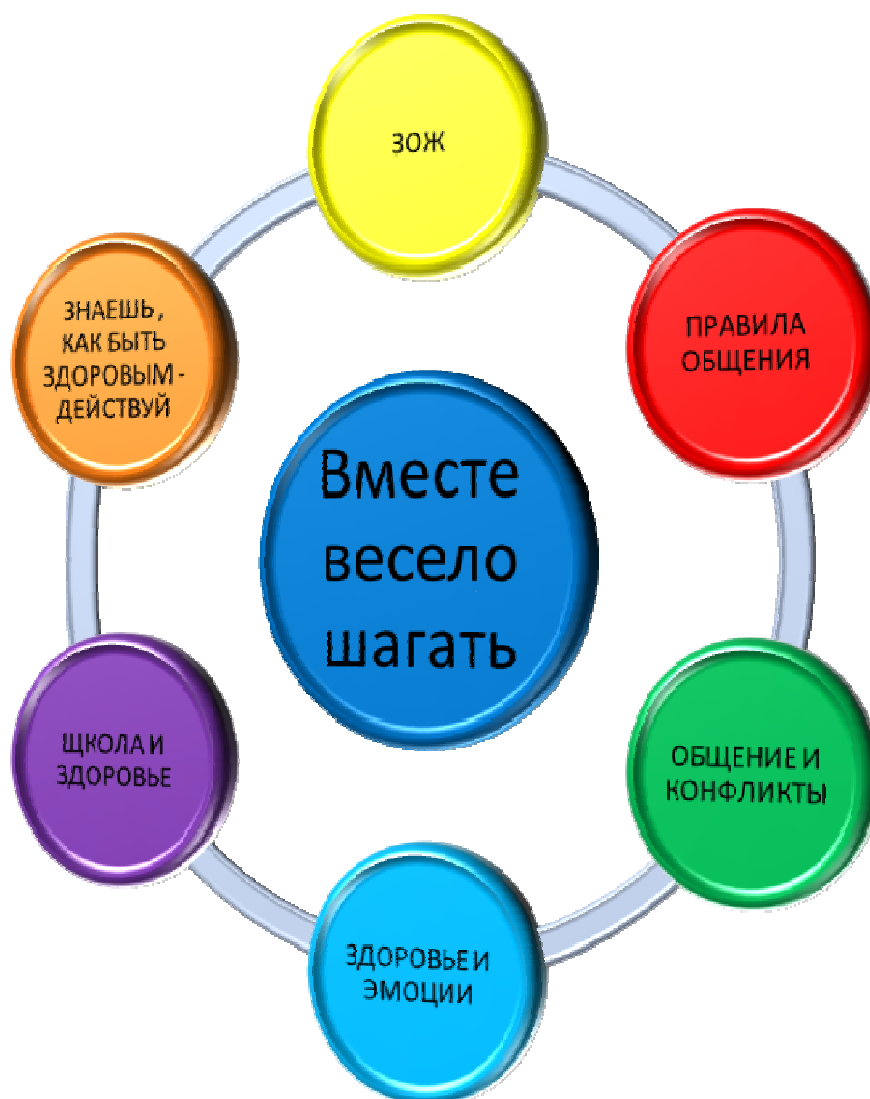 ЗОЖ
ПРАВИЛА
ОБЩЕНИЯ
ОБЩЕНИЕ И
КОНФЛИКТЫ
ЗДОРОВЬЕ И
ЭМОЦИИ
ЩКОЛА И
ЗДОРОВЬЕ
ЗНАЕШЬ,
КАК БЫТЬ
ЗДОРОВЫМ -
ДЕЙСТВУЙ
Вместе
весело
шагать